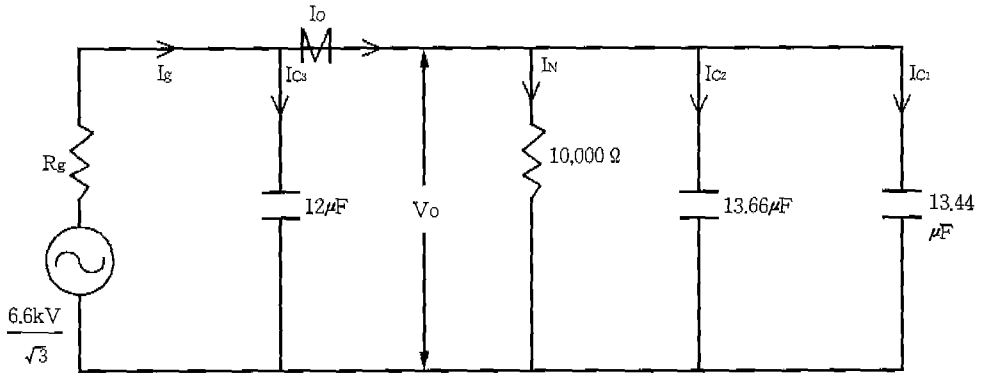 Io
Ig
IC3
IN
IC2
IC1
Rg
10,000 Ω
12μF
Vo
13.66μF
13.44
μF
6.6kV
√3